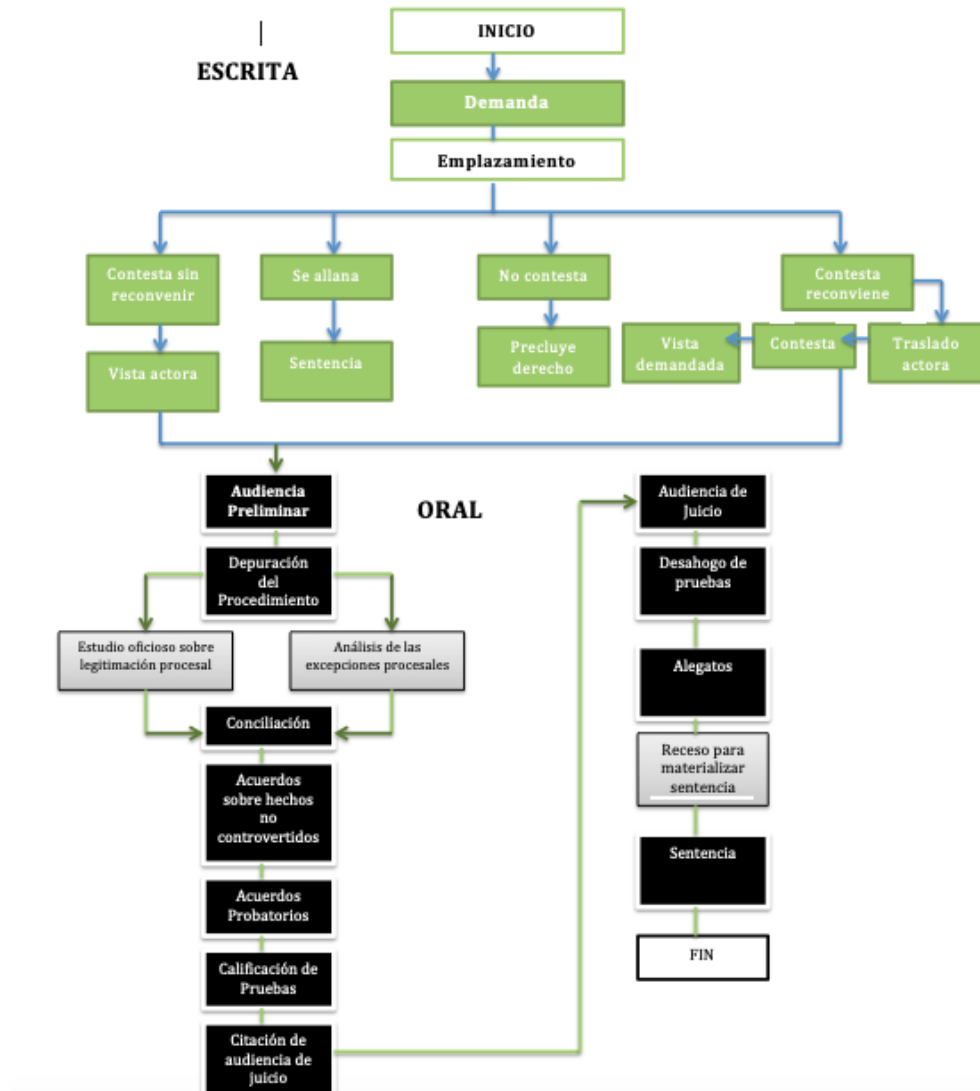 INICIO
ESCRITA
Demanda
Emplazamiento
Contesta sin
reconvenir
Se allana
No contesta
Contesta
reconviene
Vista actora
Sentencia
Precluye
derecho
Vista
demandada
Contesta
Traslado
actora
Audiencia
Preliminar
ORAL
Depuración
del
Procedimiento
Estudio oficioso sobre
legitimación procesal
Análisis de las
excepciones procesales
Conciliación
Acuerdos
sobre hechos
no
controvertidos
Acuerdos
Probatorios
Calificación de
Pruebas
Citación de
audiencia de
juicio
Audiencia de
Juicio
Desahogo de
pruebas
Alegatos
Receso para
materializar
sentencia
Sentencia
FIN